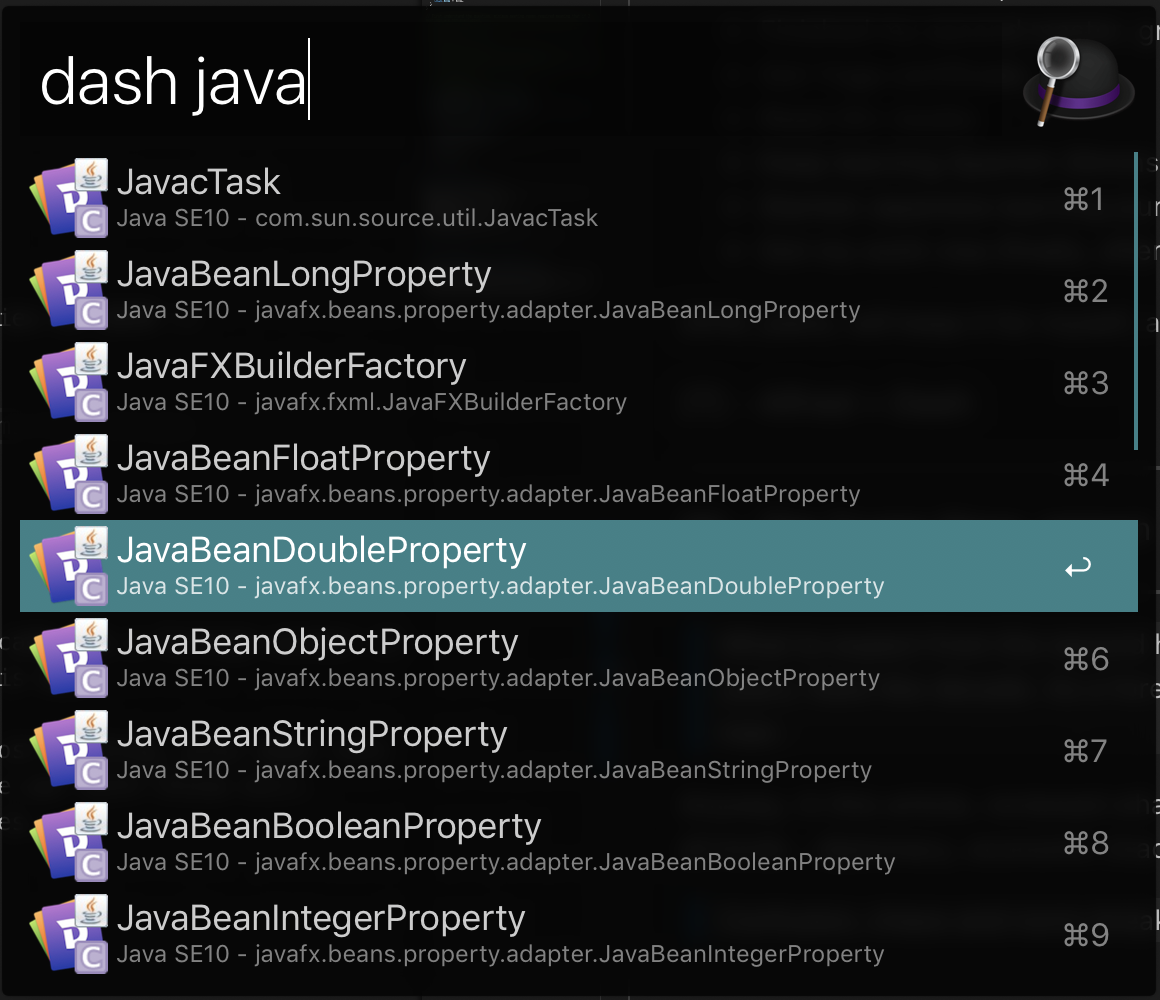 dash java
JavacTask
Java SE10 - com.sun.source.util.JavacTask
⌘1
JavaBeanLongProperty
Java SE10 - javafx.beans.property.adapter.JavaBeanLongProperty
⌘2
JavaFXBuilderFactory
Java SE10 - javafx.fxml.JavaFXBuilderFactory
⌘3
JavaBeanFloatProperty
Java SE10 - javafx.beans.property.adapter.JavaBeanFloatProperty
⌘4
JavaBeanDoubleProperty
Java SE10 - javafx.beans.property.adapter.JavaBeanDoubleProperty
↩
JavaBeanObjectProperty
Java SE10 - javafx.beans.property.adapter.JavaBeanObjectProperty
⌘6
JavaBeanStringProperty
Java SE10 - javafx.beans.property.adapter.JavaBeanStringProperty
⌘7
JavaBeanBooleanProperty
Java SE10 - javafx.beans.property.adapter.JavaBeanBooleanProperty
⌘8
JavaBeanIntegerProperty
Java SE10 - javafx.beans.property.adapter.JavaBeanIntegerProperty
⌘9